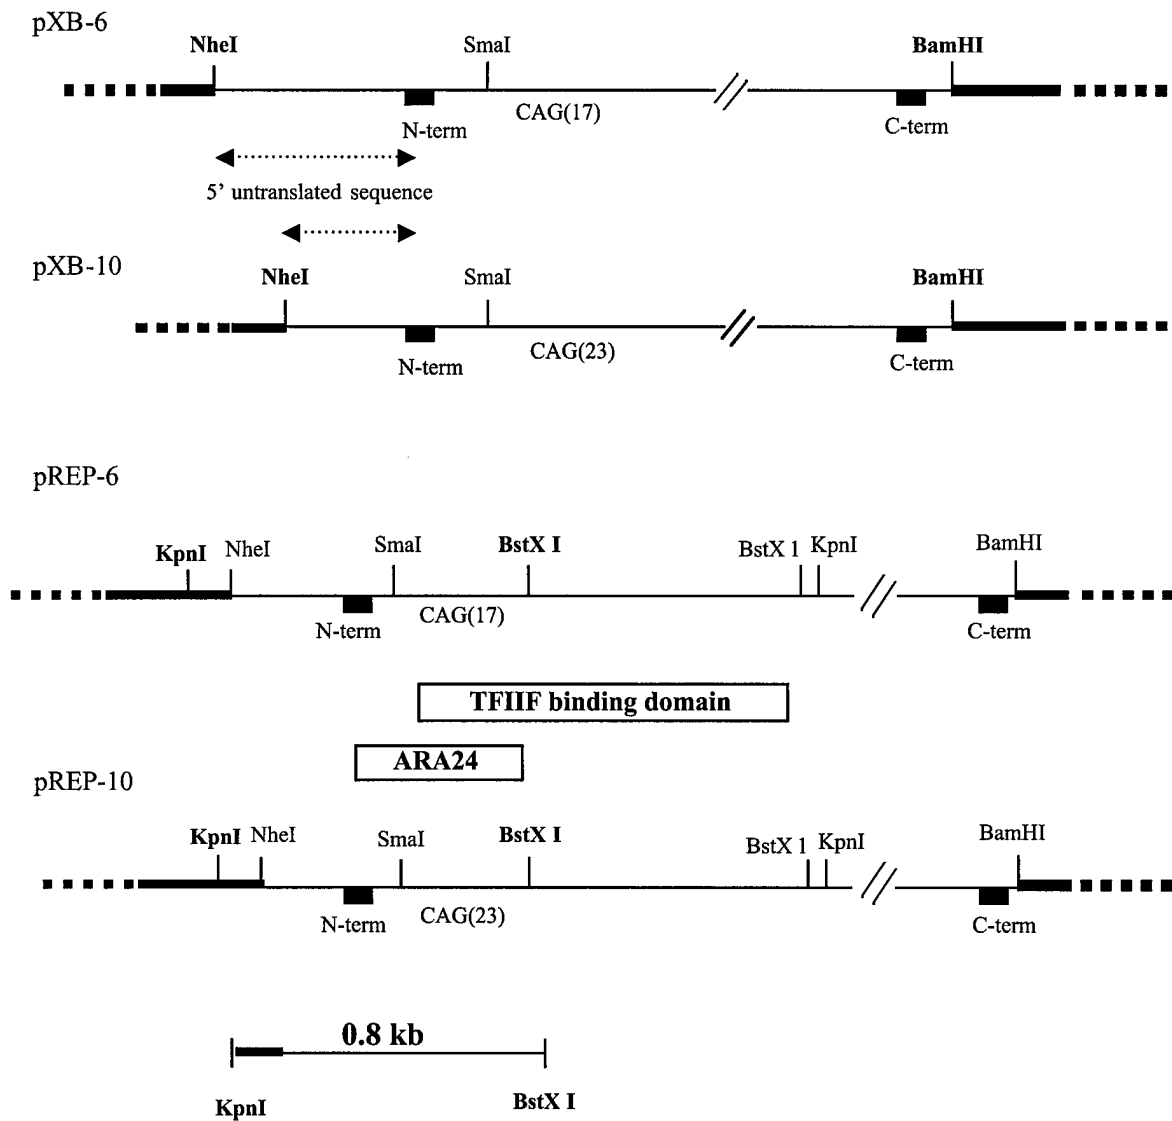 pXB-6
NheI SmaI BamHI
CAG(17)
N-term C-term
5’ untranslated sequence
pXB-10
NheI SmaI BamHI
CAG(23)
N-term C-term
pREP-6
KpnI NheI SmaI BstX I BstX 1 KpnI BamHI
CAG(17)
N-term C-term
TFIIF binding domain
ARA24
pREP-10
KpnI NheI SmaI BstX I BstX 1 KpnI BamHI
CAG(23)
N-term C-term
0.8 kb
KpnI BstX I